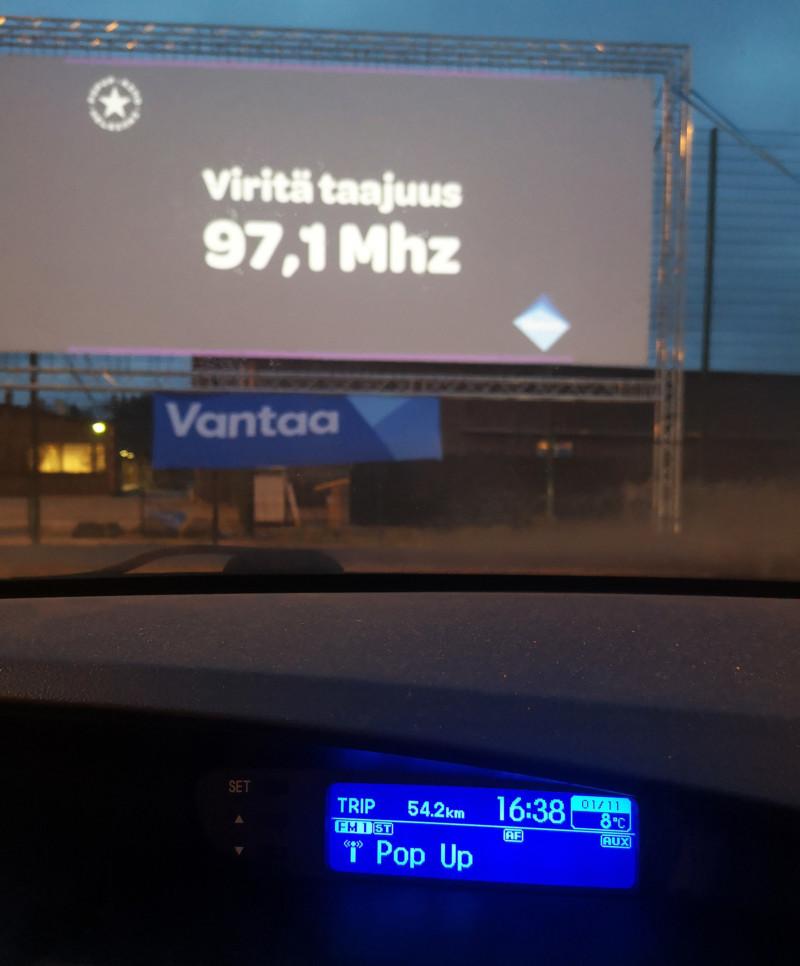 Viritä taajuus
97,1 Mhz
Vantaa
SET
TRIP 54.2km 16:38 01/11
8°C
FM1 ST AF AUX
Pop Up